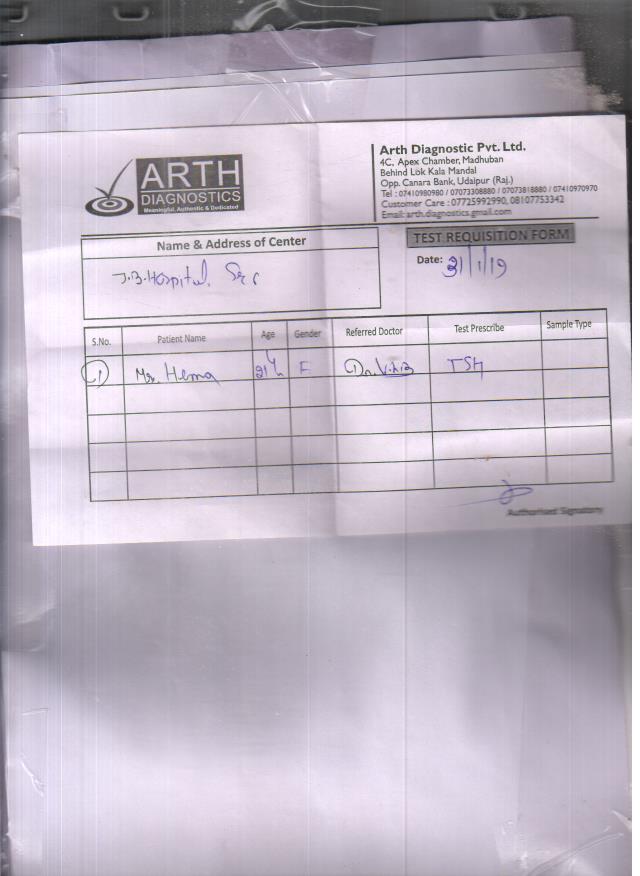 ARTH
DIAGNOSTICS
Meaningful, Authentic & Dedicated
Arth Diagnostic Pvt. Ltd.
4C, Apex Chamber, Madhuban
Behind Lok Kala Mandal
Opp. Canara Bank, Udaipur (Raj.)
Tel : 07410980980 / 07073308880 / 07073818880 / 07410970970
Customer Care : 07725992990, 08107753342
Email: arth.diagnostics.gmail.com
TEST REQUISITION FORM
Name & Address of Center
Date: 31/1/19
J.B. Hospital,
S.No. Patient Name Age Gender Referred Doctor Test Prescribe Sample Type
1 Hema F Dr. TSH
Authorised Signatory